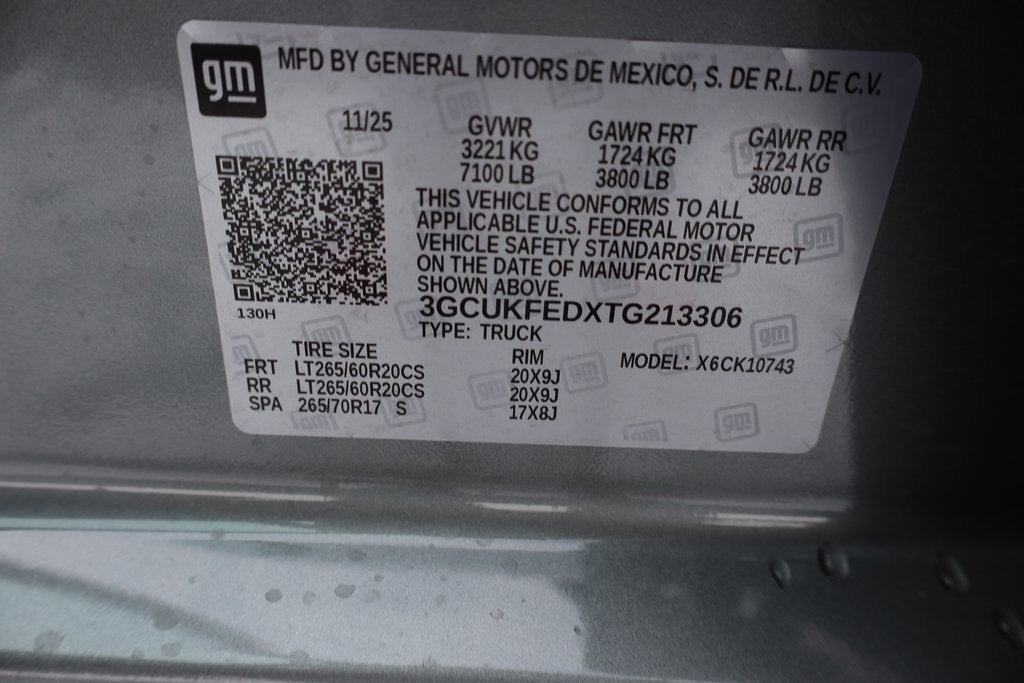 gm
MFD BY GENERAL MOTORS DE MEXICO, S. DE R.L. DE C.V.
11/25 GVWR GAWR FRT GAWR RR
3221 KG 1724 KG 1724 KG
7100 LB 3800 LB 3800 LB
THIS VEHICLE CONFORMS TO ALL
APPLICABLE U.S. FEDERAL MOTOR
VEHICLE SAFETY STANDARDS IN EFFECT
ON THE DATE OF MANUFACTURE
SHOWN ABOVE.
130H
3GCUKFEDXTG213306
TYPE: TRUCK
TIRE SIZE RIM MODEL: X6CK10743
FRT LT265/60R20CS 20X9J
RR LT265/60R20CS 20X9J
SPA 265/70R17 S 17X8J